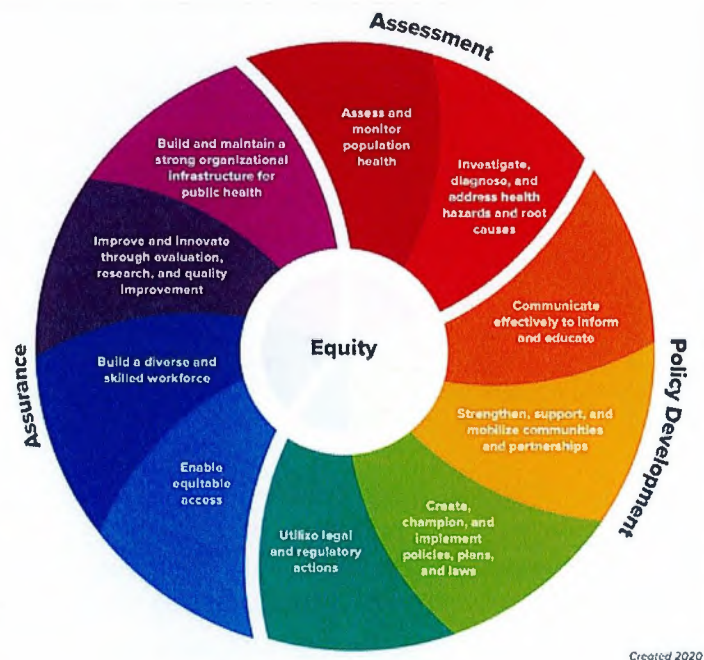 Assessment
Assess and
monitor
population
health
Investigate,
diagnose, and
address health
hazards and root
causes
Communicate
effectively to inform
and educate
Strengthen, support, and
mobilize communities
and partnerships
Create,
champion, and
implement
policies, plans,
and laws
Utilize legal
and regulatory
actions
Enable
equitable
access
Build a diverse and
skilled workforce
Improve and innovate
through evaluation,
research, and quality
improvement
Build and maintain a
strong organizational
infrastructure for
public health
Equity
Policy Development
Assurance
Created 2020